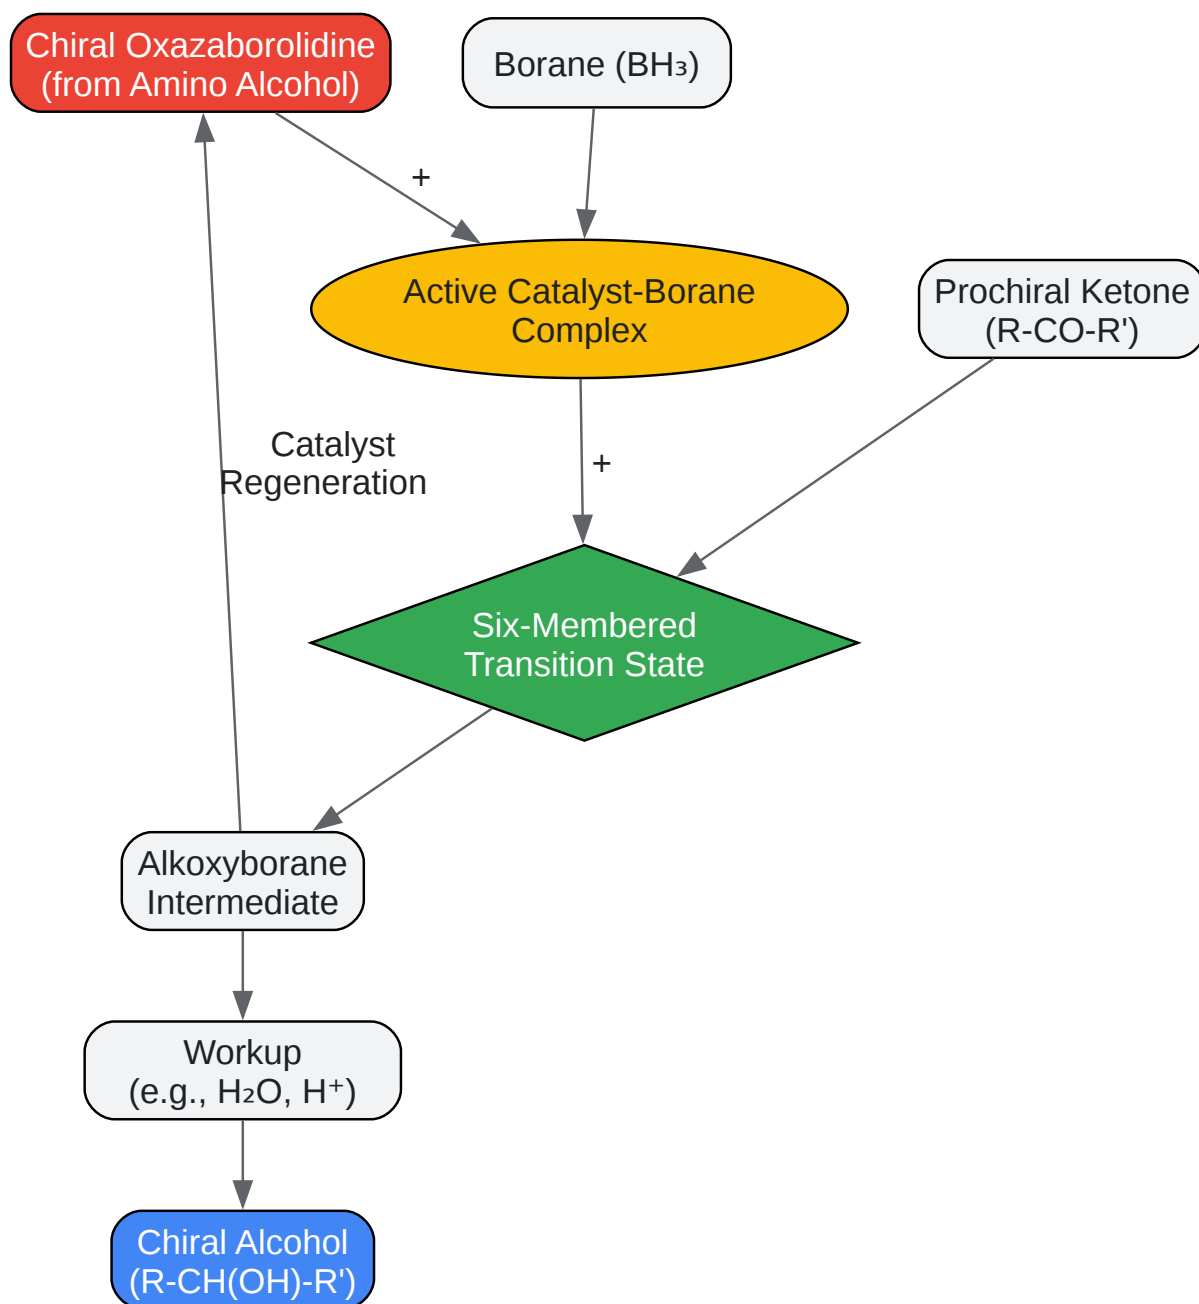 Chiral Oxazaborolidine
(from Amino Alcohol)
Borane (BH₃)
+
Active Catalyst-Borane
Complex
Prochiral Ketone
(R-CO-R')
Catalyst
Regeneration
+
Six-Membered
Transition State
Alkoxyborane
Intermediate
Workup
(e.g., H₂O, H⁺)
Chiral Alcohol
(R-CH(OH)-R')